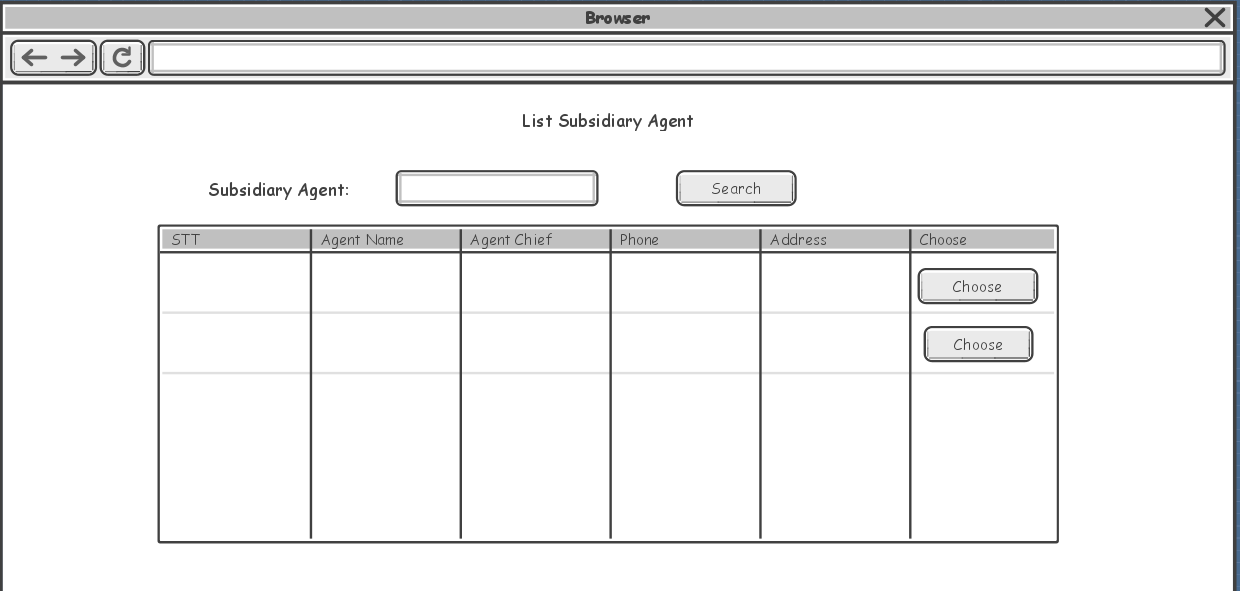 Browser
List Subsidiary Agent
Subsidiary Agent: Search
STT Agent Name Agent Chief Phone Address Choose
Choose
Choose